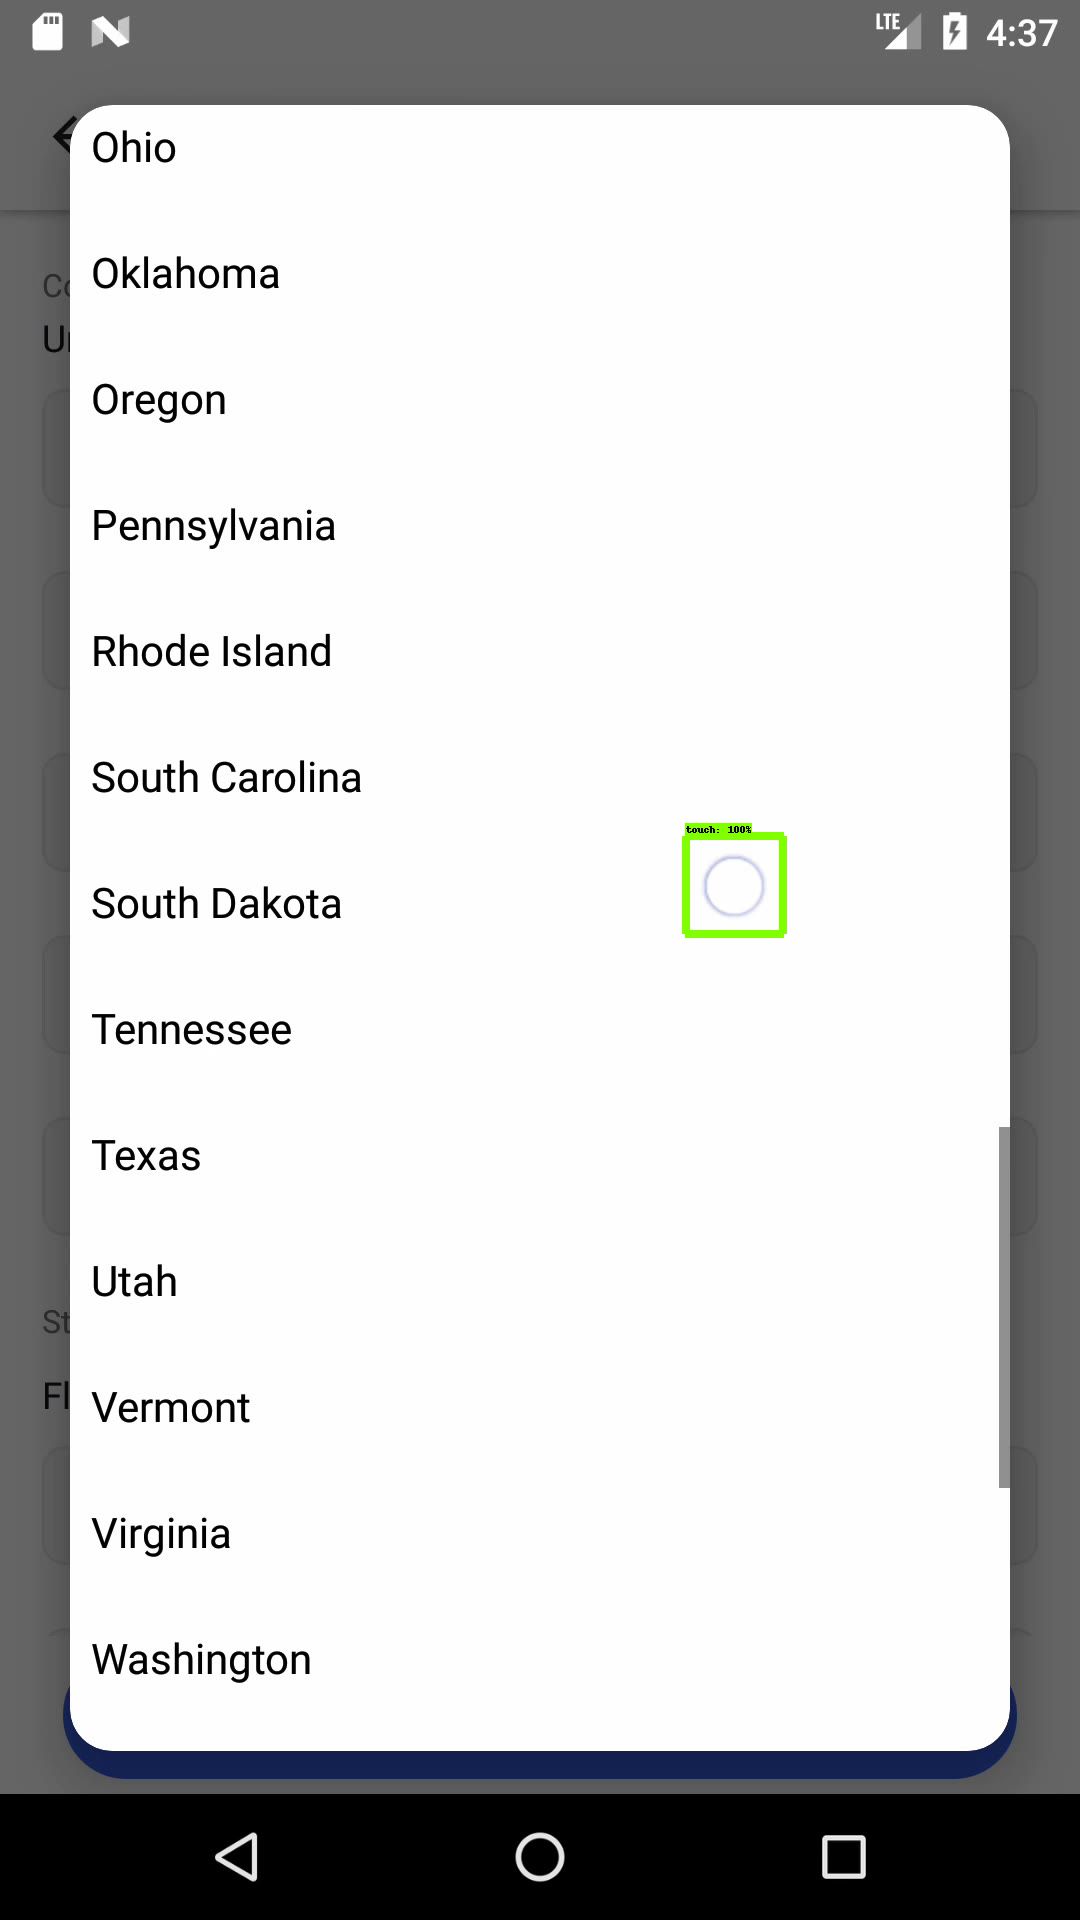 LTE 4:37
Ohio
Oklahoma
Oregon
Pennsylvania
Rhode Island
South Carolina
touch: 100%
South Dakota
Tennessee
Texas
Utah
Vermont
Virginia
Washington